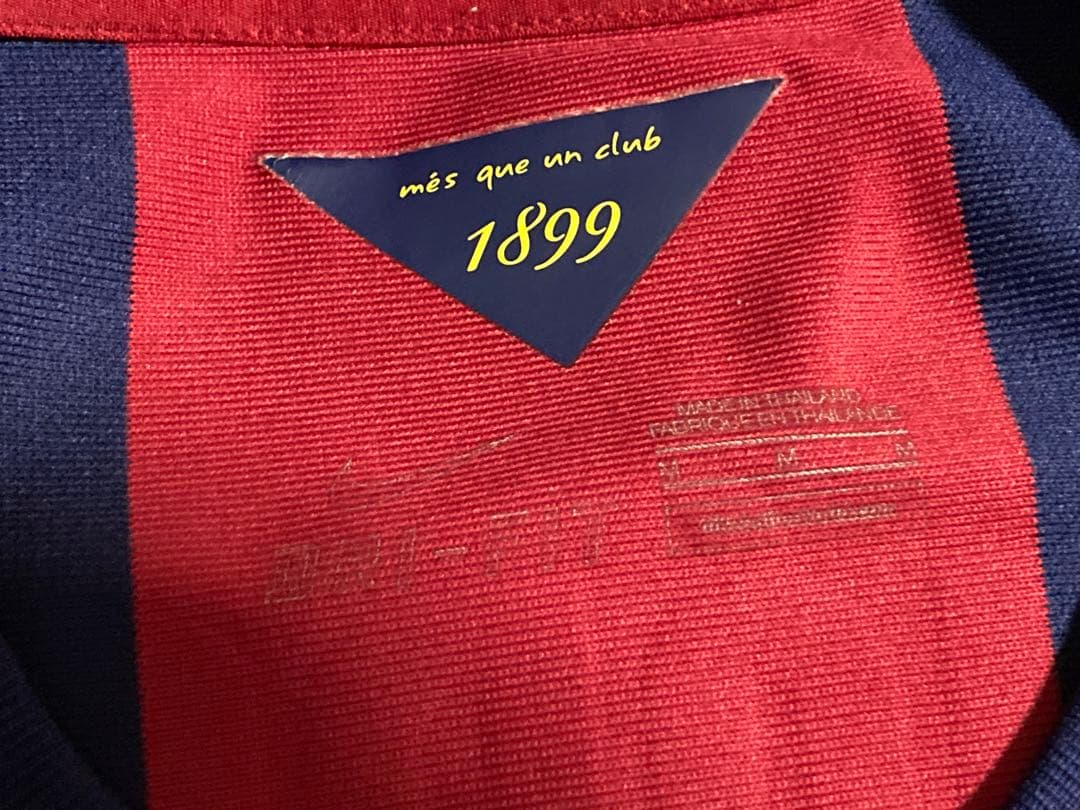 més que un club
1899
MADE IN THAILAND
FABRIQUE EN THAILANDE
M M M
DRI-FIT